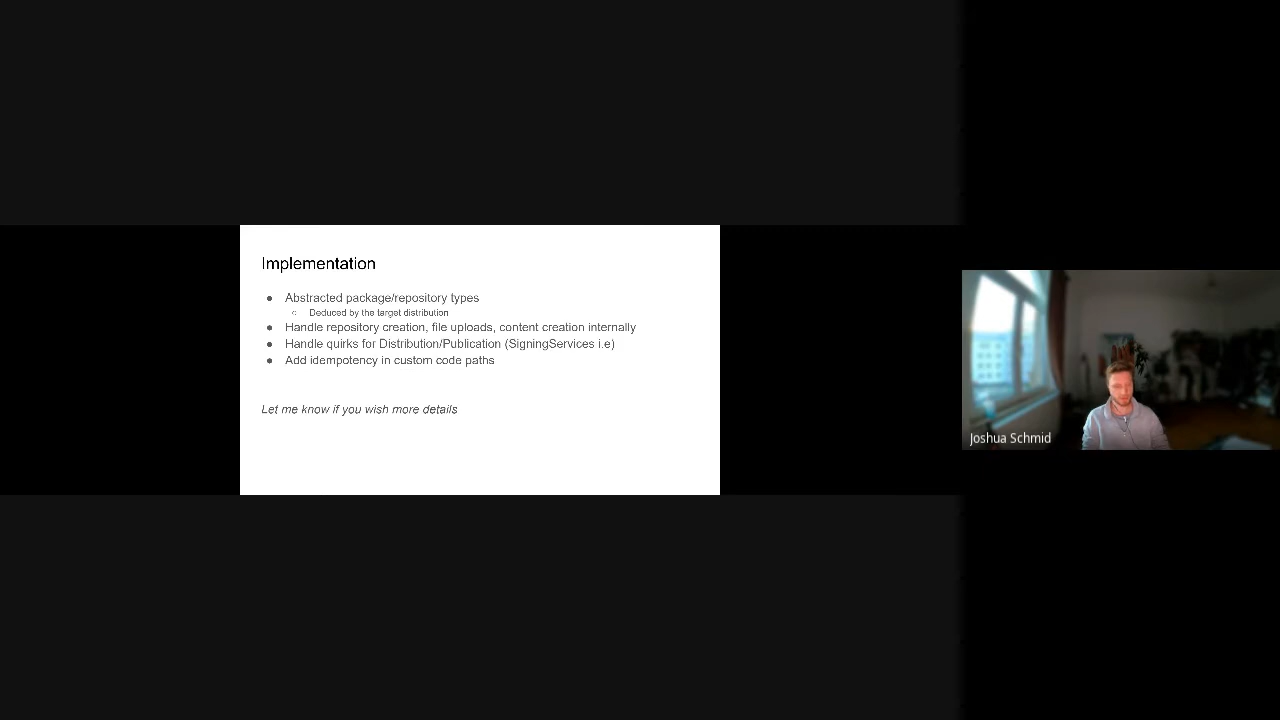 Implementation
● Abstracted package/repository types
○ Deduced by the target distribution
● Handle repository creation, file uploads, content creation internally
● Handle quirks for Distribution/Publication (SigningServices i.e)
● Add idempotency in custom code paths
Let me know if you wish more details
Joshua Schmid